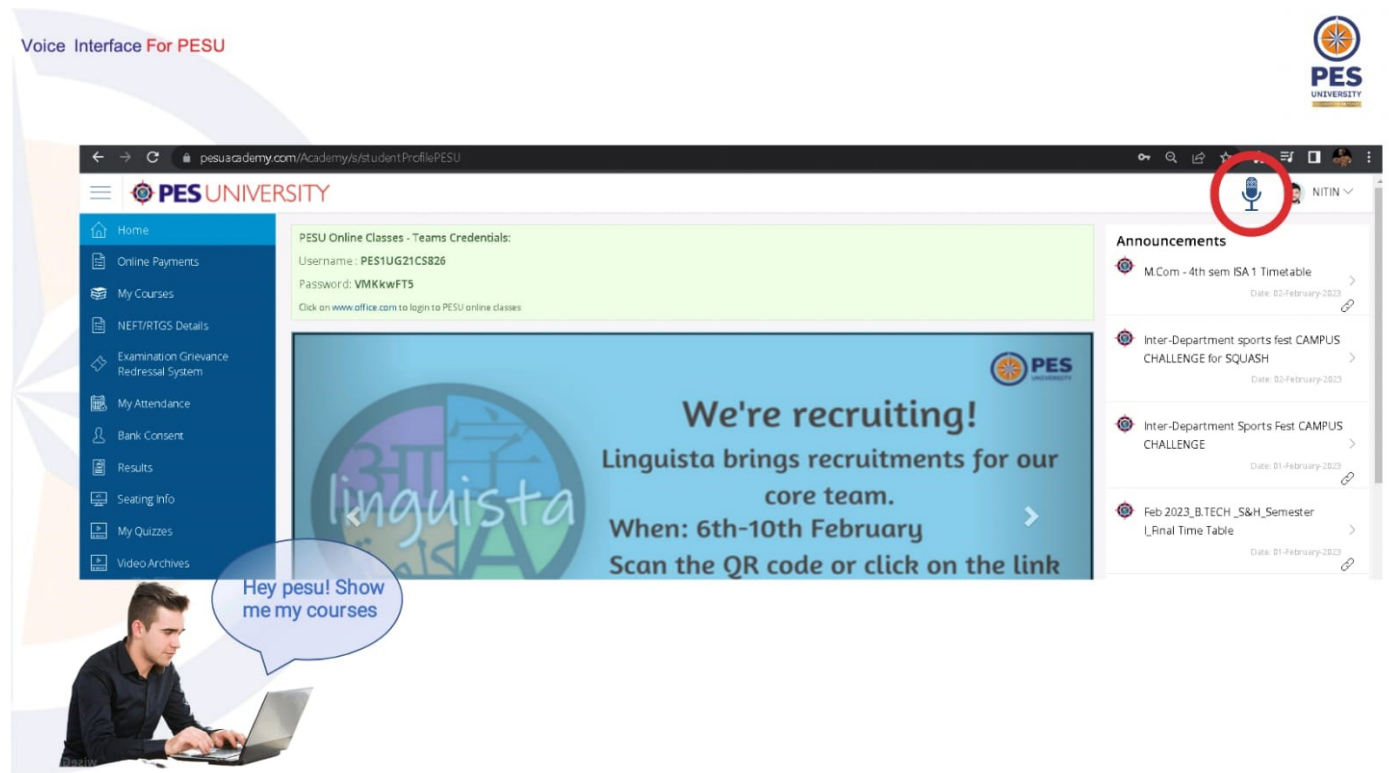 Voice Interface For PESU
PES
UNIVERSITY
pesuacademy.com/Academy/s/studentProfilePESU
PES UNIVERSITY
NITIN
Home
Online Payments
My Courses
NEFT/RTGS Details
Examination Grievance
Redressal System
My Attendance
Bank Consent
Results
Seating Info
My Quizzes
Video Archives
PESU Online Classes - Teams Credentials:
Username : PES1UG21CS826
Password: VMKkwFT5
Click on www.office.com to login to PESU online classes
PES
UNIVERSITY
linguista
We're recruiting!
Linguista brings recruitments for our
core team.
When: 6th-10th February
Scan the QR code or click on the link
Announcements
M.Com - 4th sem ISA 1 Timetable
Date: 02-February-2023
Inter-Department sports fest CAMPUS
CHALLENGE for SQUASH
Date: 02-February-2023
Inter-Department Sports Fest CAMPUS
CHALLENGE
Date: 01-February-2023
Feb 2023_B.TECH _S&H_Semester
I_Final Time Table
Date: 01-February-2023
Hey pesu! Show
me my courses